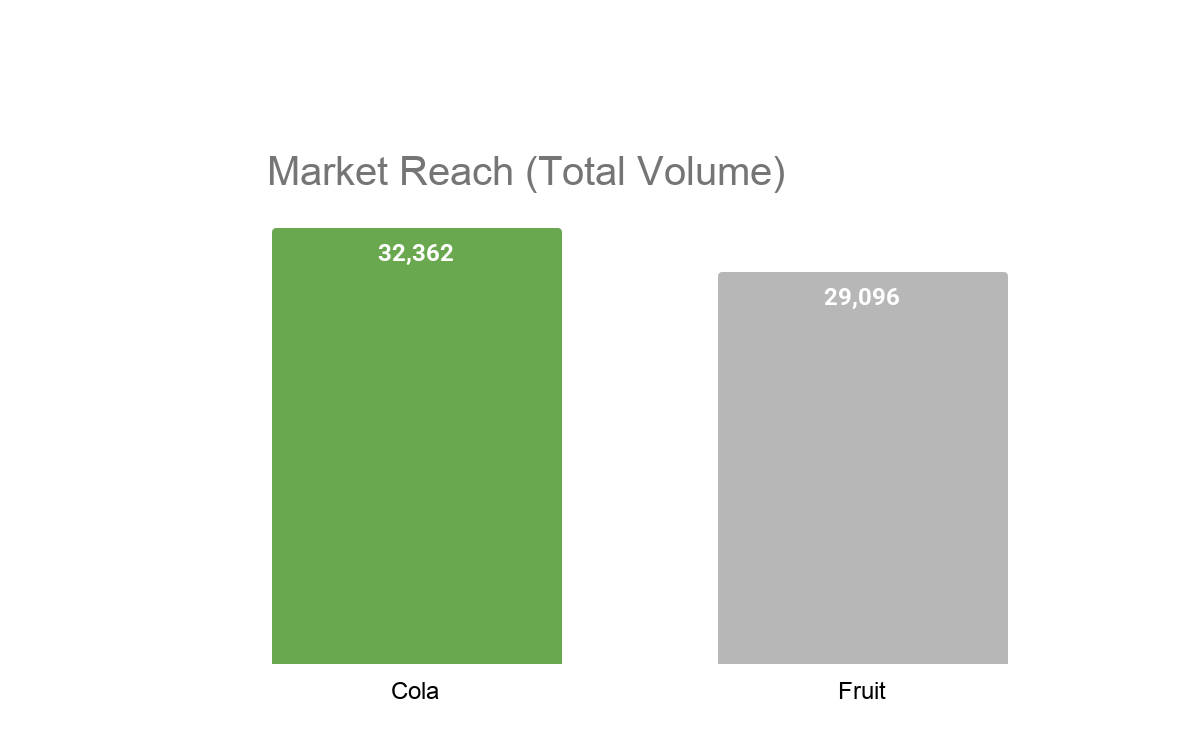 Market Reach (Total Volume)
32,362
29,096
Cola
Fruit